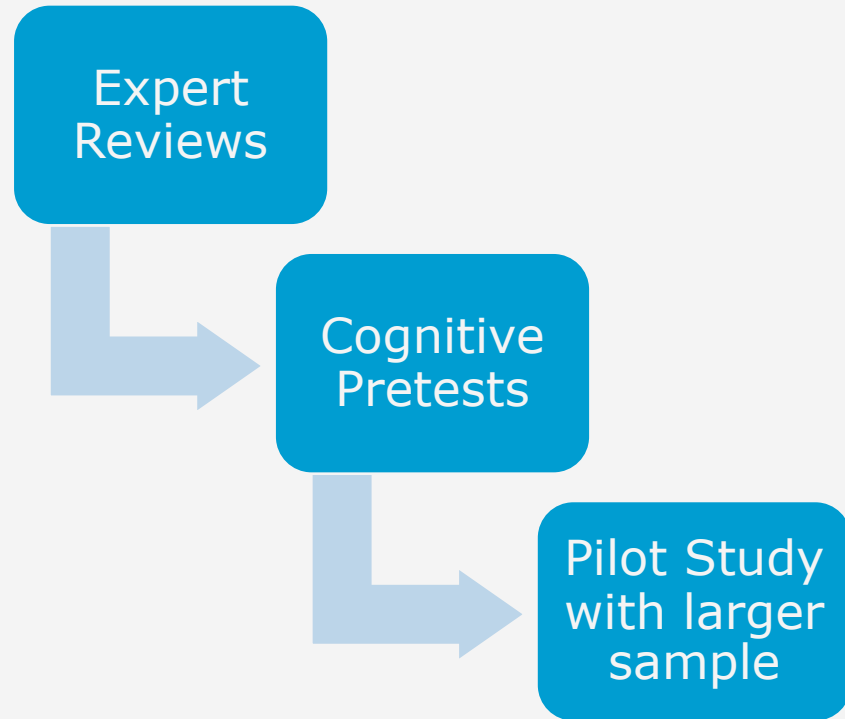 Expert
Reviews
Cognitive
Pretests
Pilot Study
with larger
sample